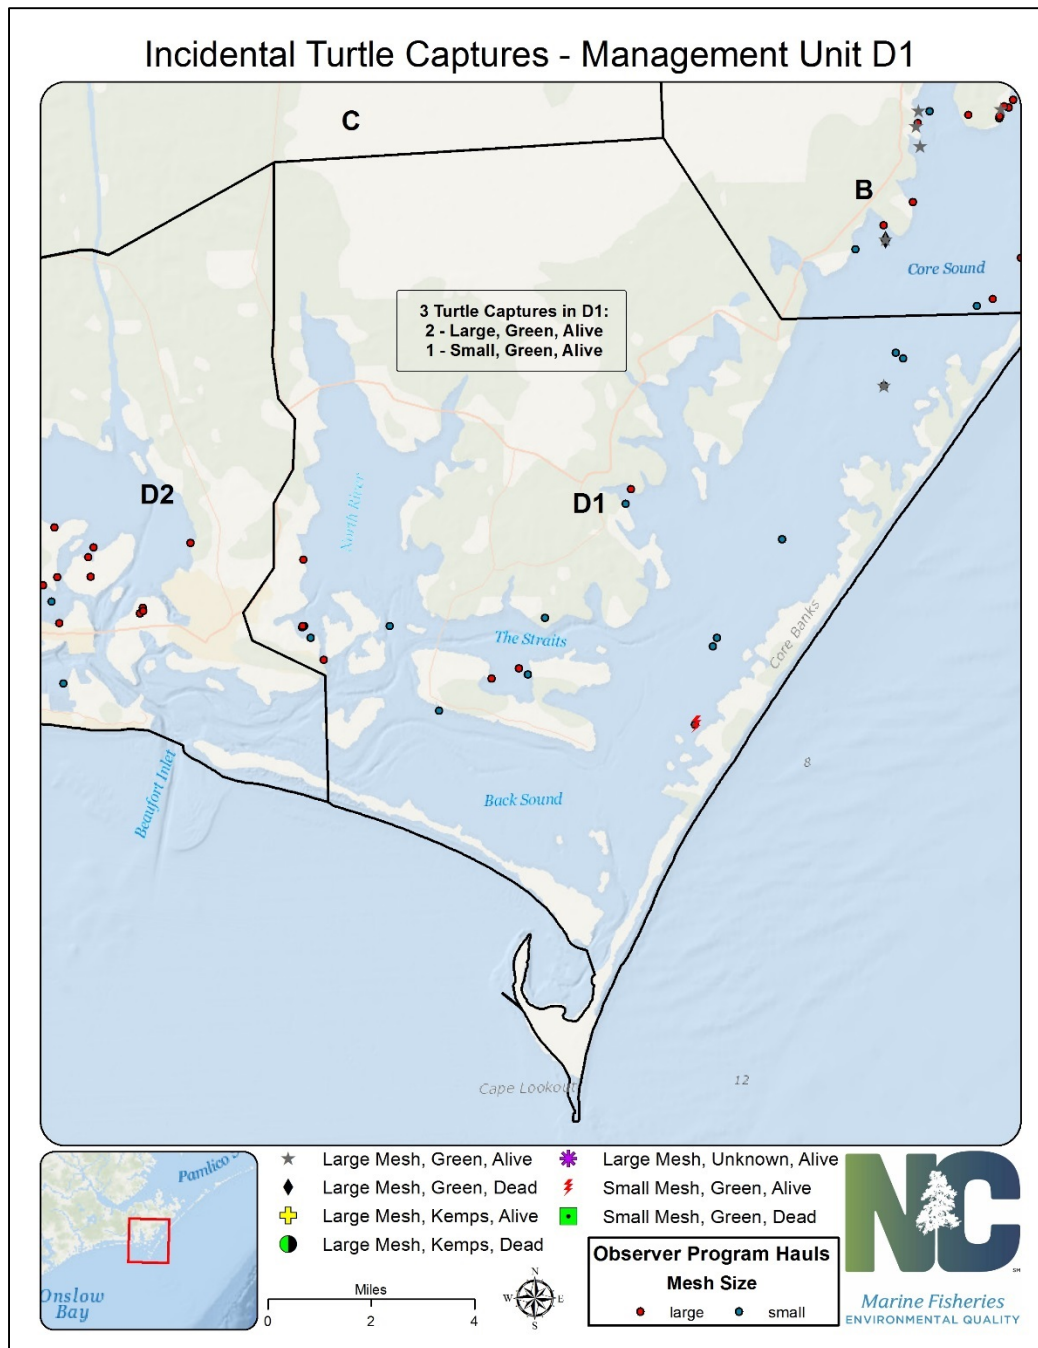 Incidental Turtle Captures - Management Unit D1
C
B
Core Sound
3 Turtle Captures in D1:
2 - Large, Green, Alive
1 - Small, Green, Alive
D2
North River
D1
The Straits
Core Banks
Beaufort Inlet
8
Back Sound
Cape Lookout
12
Pamlico S
Onslow
Bay
Large Mesh, Green, Alive
Large Mesh, Green, Dead
Large Mesh, Kemps, Alive
Large Mesh, Kemps, Dead
Large Mesh, Unknown, Alive
Small Mesh, Green, Alive
Small Mesh, Green, Dead
Miles
0 2 4
N
W E
S
Observer Program Hauls
Mesh Size
large small
NC
SM
Marine Fisheries
ENVIRONMENTAL QUALITY